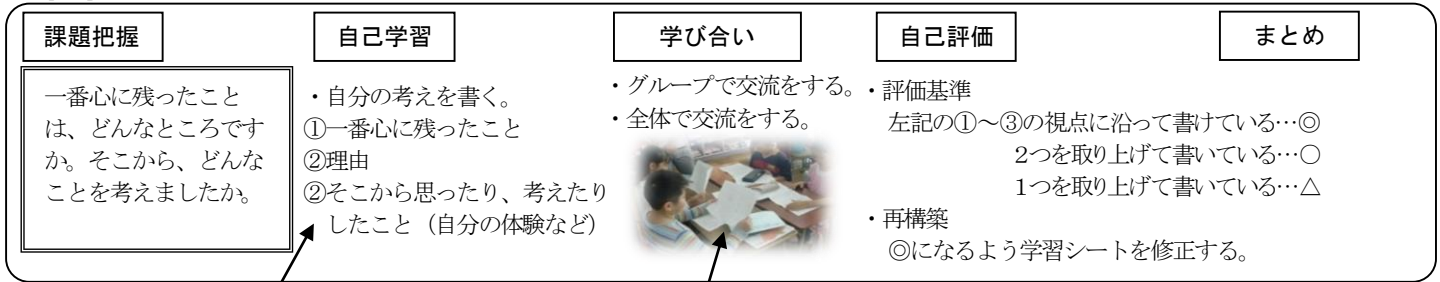 課題把握
一番心に残ったこと
は、どんなところです
か。そこから、どんな
ことを考えましたか。
自己学習
・自分の考えを書く。
①一番心に残ったこと
②理由
②そこから思ったり、考えたり
したこと（自分の体験など）
学び合い
・グループで交流をする。
・全体で交流をする。
自己評価
・評価基準
左記の①～③の視点に沿って書けている…◎
2つを取り上げて書いている…○
1つを取り上げて書いている…△
・再構築
◎になるよう学習シートを修正する。
まとめ